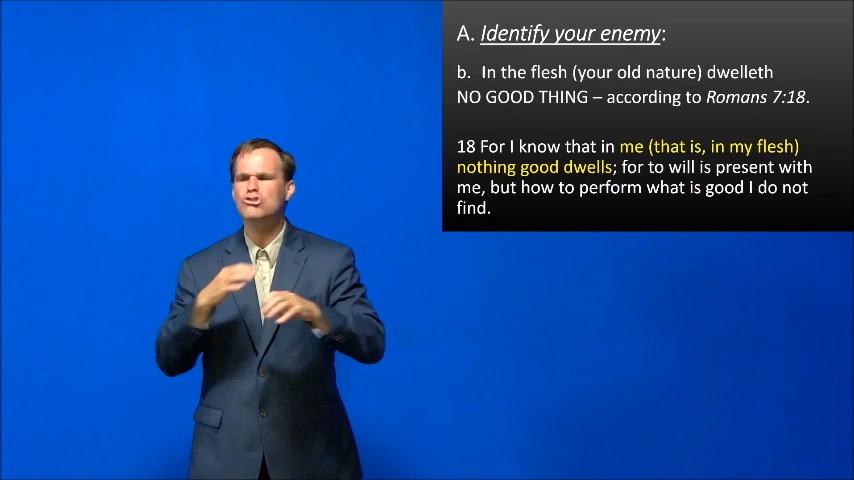 A. Identify your enemy:
b. In the flesh (your old nature) dwelleth
NO GOOD THING – according to Romans 7:18.
18 For I know that in me (that is, in my flesh)
nothing good dwells; for to will is present with
me, but how to perform what is good I do not
find.